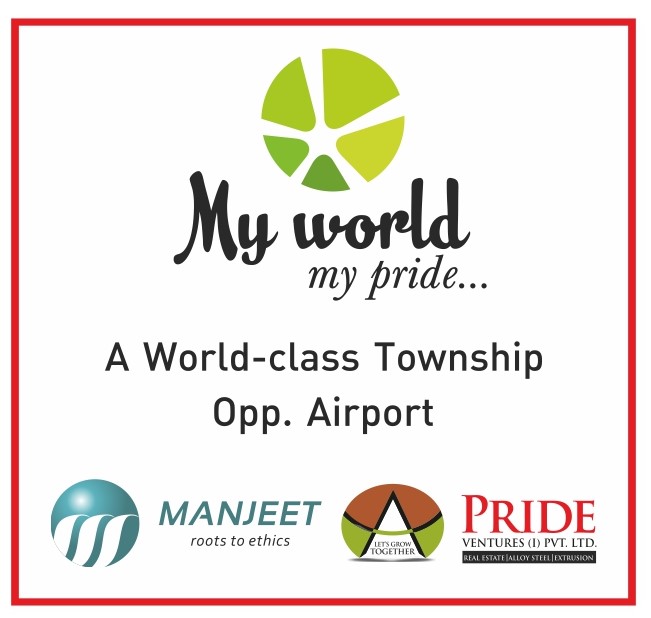 My world
my pride...
A World-class Township
Opp. Airport
MANJEET
roots to ethics
LET'S GROW
TOGETHER
PRIDE
VENTURES (I) PVT. LTD.
REAL ESTATE|ALLOY STEEL|EXTRUSION